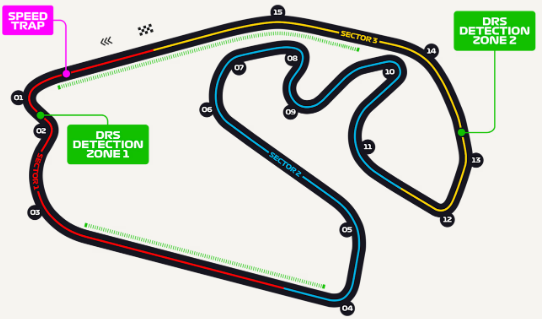 SPEED
TRAP
15
SECTOR 3
DRS
DETECTION
ZONE 2
14
08
07
10
01
06
09
DRS
DETECTION
ZONE 1
02
11
SECTOR 1
SECTOR 2
13
03
12
05
04